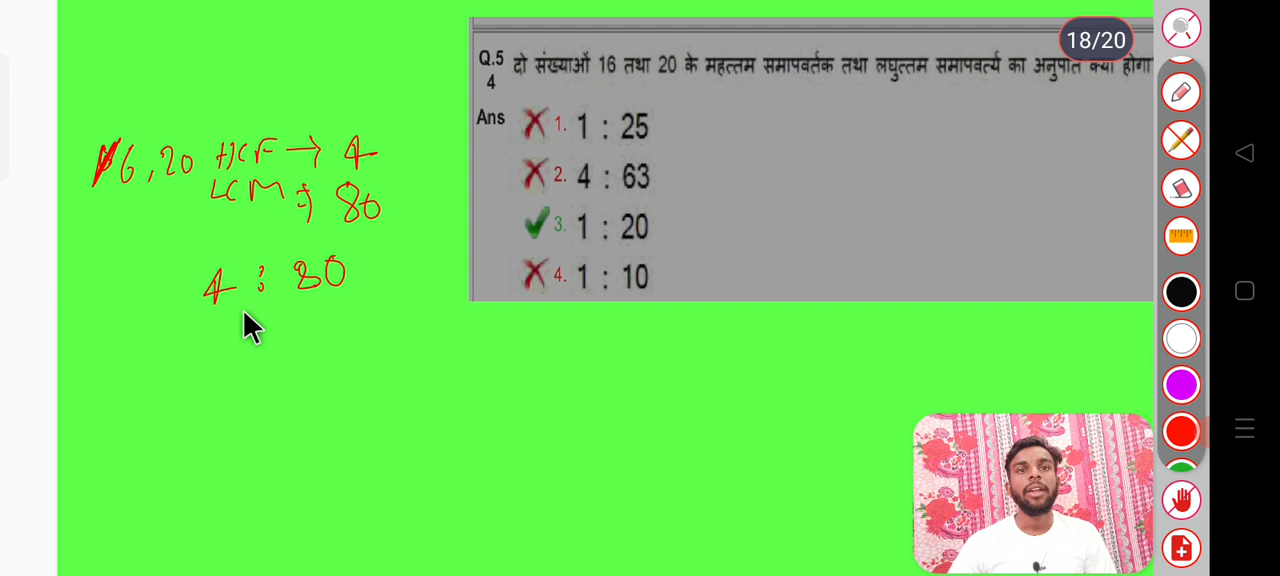 18/20
Q.5
4
दो संख्याओं 16 तथा 20 के महत्तम समापवर्तक तथा लघुत्तम समापवर्त्य का अनुपात क्या होगा
Ans
1. 1 : 25
2. 4 : 63
3. 1 : 20
4. 1 : 10
16, 20 HCF → 4
LCM → 80
4 : 80